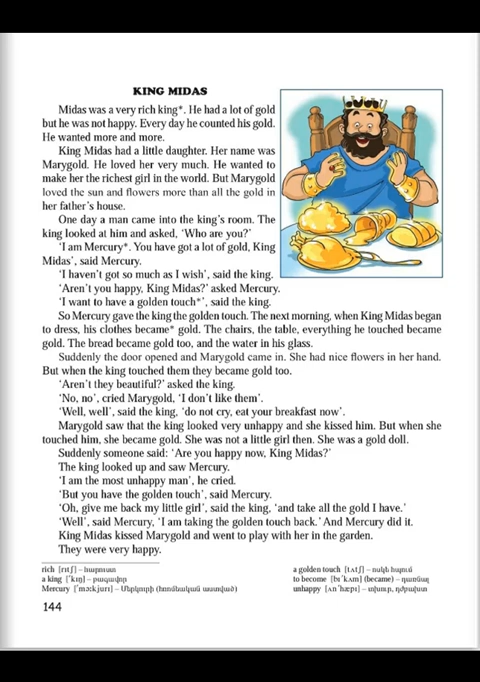 KING MIDAS
Midas was a very rich king*. He had a lot of gold
but he was not happy. Every day he counted his gold.
He wanted more and more.
King Midas had a little daughter. Her name was
Marygold. He loved her very much. He wanted to
make her the richest girl in the world. But Marygold
loved the sun and flowers more than all the gold in
her father's house.
One day a man came into the king's room. The
king looked at him and asked, 'Who are you?'
'I am Mercury*. You have got a lot of gold, King
Midas', said Mercury.
'I haven't got so much as I wish', said the king.
'Aren't you happy, King Midas?' asked Mercury.
'I want to have a golden touch*', said the king.
So Mercury gave the king the golden touch. The next morning, when King Midas began
to dress, his clothes became* gold. The chairs, the table, everything he touched became
gold. The bread became gold too, and the water in his glass.
Suddenly the door opened and Marygold came in. She had nice flowers in her hand.
But when the king touched them they became gold too.
'Aren't they beautiful?' asked the king.
'No, no', cried Marygold, 'I don't like them'.
'Well, well', said the king, 'do not cry, eat your breakfast now'.
Marygold saw that the king looked very unhappy and she kissed him. But when she
touched him, she became gold. She was not a little girl then. She was a gold doll.
Suddenly someone said: 'Are you happy now, King Midas?'
The king looked up and saw Mercury.
'I am the most unhappy man', he cried.
'But you have the golden touch', said Mercury.
'Oh, give me back my little girl', said the king, 'and take all the gold I have.'
'Well', said Mercury, 'I am taking the golden touch back.' And Mercury did it.
King Midas kissed Marygold and went to play with her in the garden.
They were very happy.
rich [rɪtʃ] – հարուստ
a king [ˈkɪŋ] – թագավոր
Mercury [ˈmɜ:kjurɪ] – Մերկուրի (հռոմեական աստված)
a golden touch [tʌtʃ] – ոսկե հպում
to become [bɪˈkʌm] (became) – դառնալ
unhappy [ʌnˈhæpɪ] – տխուր, դժբախտ
144